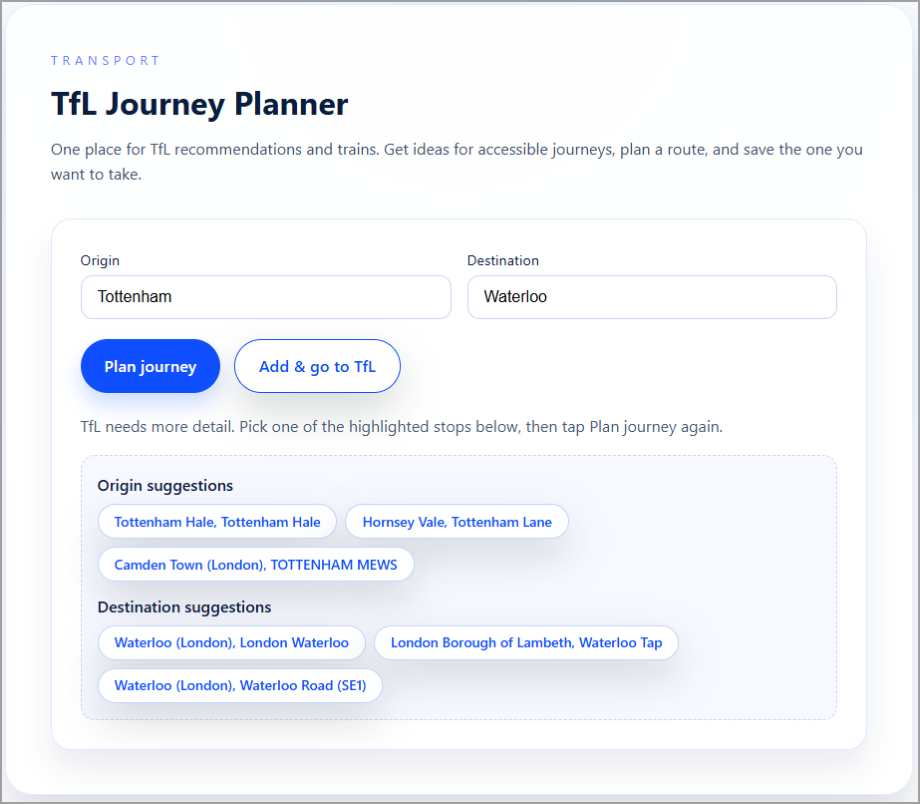 TRANSPORT
TfL Journey Planner
One place for TfL recommendations and trains. Get ideas for accessible journeys, plan a route, and save the one you
want to take.
Origin
Destination
Tottenham
Waterloo
Plan journey
Add & go to TfL
TfL needs more detail. Pick one of the highlighted stops below, then tap Plan journey again.
Origin suggestions
Tottenham Hale, Tottenham Hale
Hornsey Vale, Tottenham Lane
Camden Town (London), TOTTENHAM MEWS
Destination suggestions
Waterloo (London), London Waterloo
London Borough of Lambeth, Waterloo Tap
Waterloo (London), Waterloo Road (SE1)